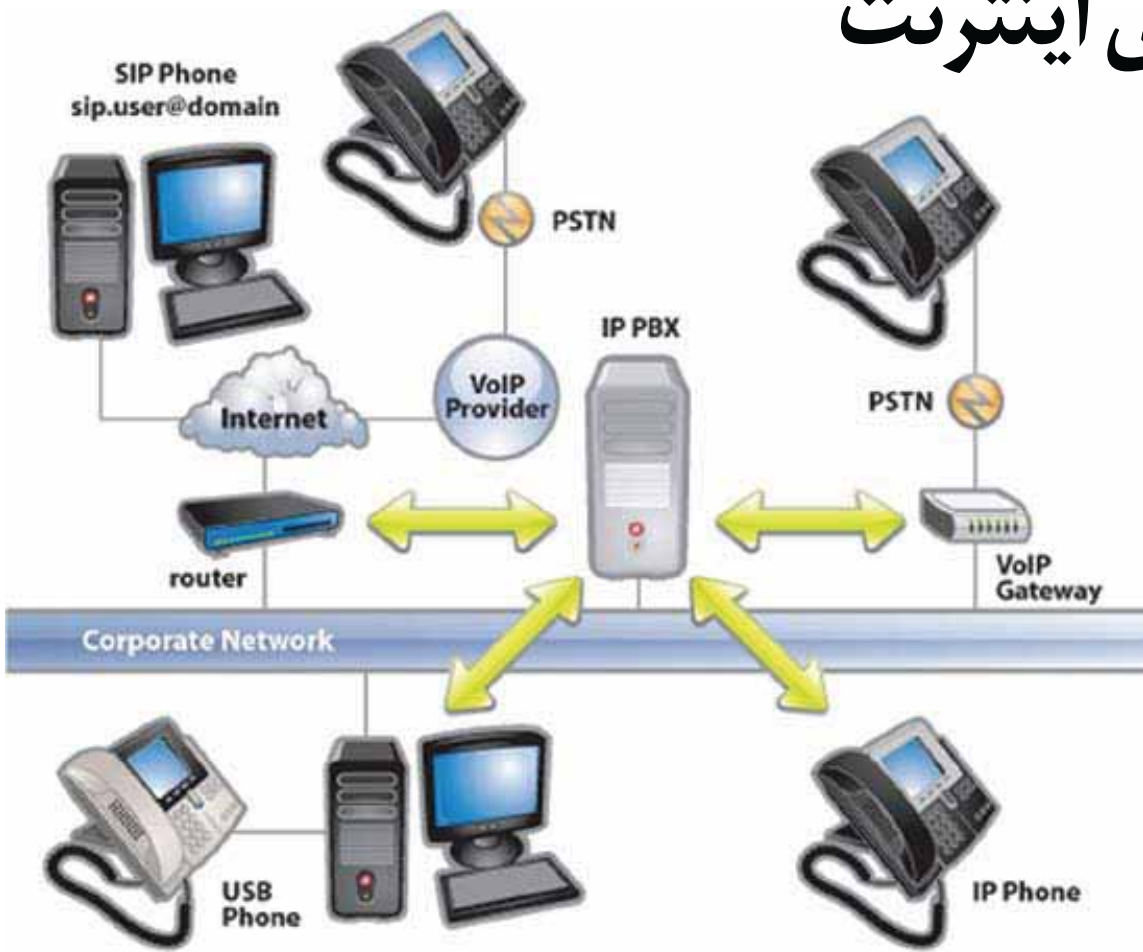 ی اینترنت
SIP Phone
sip.user@domain
PSTN
IP PBX
VoIP
Provider
Internet
PSTN
router
VoIP
Gateway
Corporate Network
USB
Phone
IP Phone